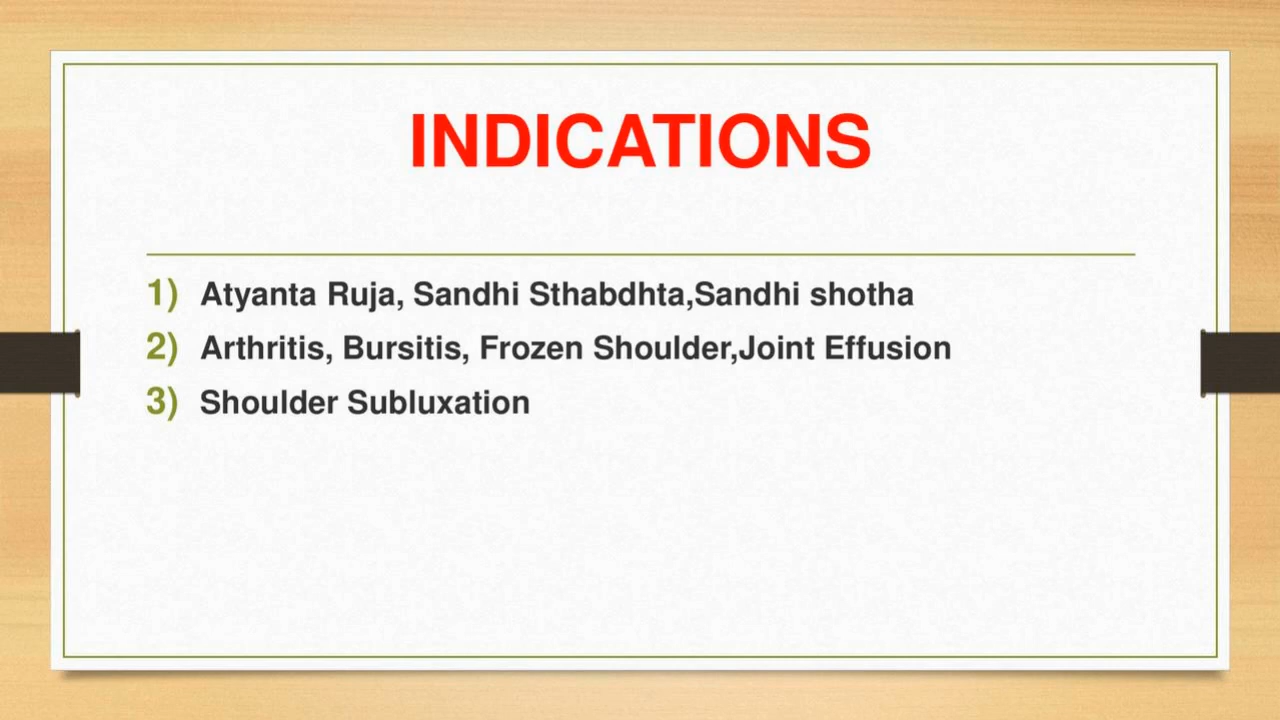 INDICATIONS
1) Atyanta Ruja, Sandhi Sthabdhta,Sandhi shotha
2) Arthritis, Bursitis, Frozen Shoulder,Joint Effusion
3) Shoulder Subluxation